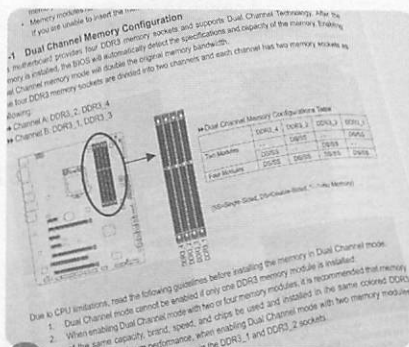 Memory modules
if you are unable to insert the
-1 Dual Channel Memory Configuration
motherboard provides four DDR3 memory sockets and supports Dual Channel Technology. After the
memory is installed, the BIOS will automatically detect the specifications and capacity of the memory. Enabling
Dual Channel memory mode will double the original memory bandwidth.
The four DDR3 memory sockets are divided into two channels and each channel has two memory sockets as
following:
Channel A: DDR3_2, DDR3_4
Channel B: DDR3_1, DDR3_3
Dual Channel Memory Configurations Table
DDR3_4 DDR3_2 DDR3_3 DDR3_1
Two Modules
DS/SS
Four Modules DS/SS DS/SS DS/SS DS/SS
(SS=Single-Sided, DS=Double-Sided, Memory)
Due to CPU limitations, read the following guidelines before installing the memory in Dual Channel mode.
1. Dual Channel mode cannot be enabled if only one DDR3 memory module is installed.
2. When enabling Dual Channel mode with two or four memory modules, it is recommended that memory
of the same capacity, brand, speed, and chips be used and installed in the same colored DDR3
performance, when enabling Dual Channel mode with two memory modules
in the DDR3_1 and DDR3_2 sockets.